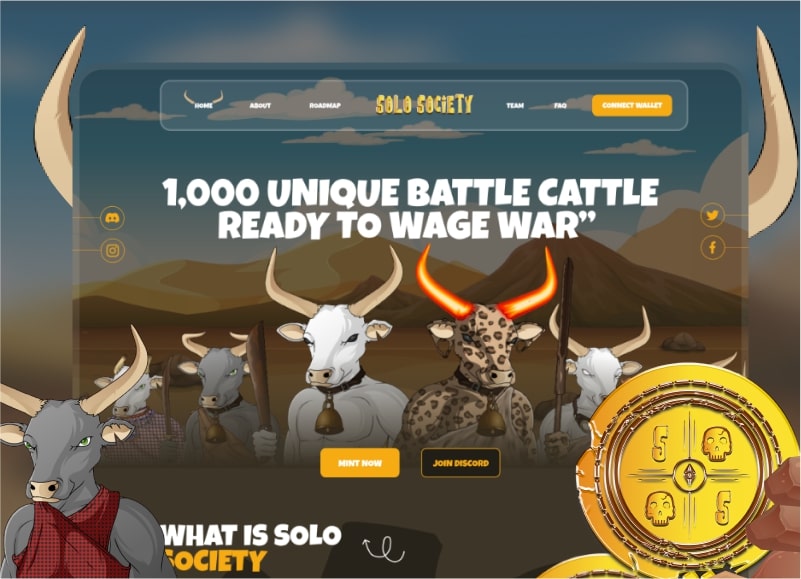 HOME ABOUT ROADMAP SOLO SOCIETY TEAM FAQ CONNECT WALLET
1,000 UNIQUE BATTLE CATTLE
READY TO WAGE WAR”
MINT NOW JOIN DISCORD
S
S
WHAT IS SOLO
SOCIETY